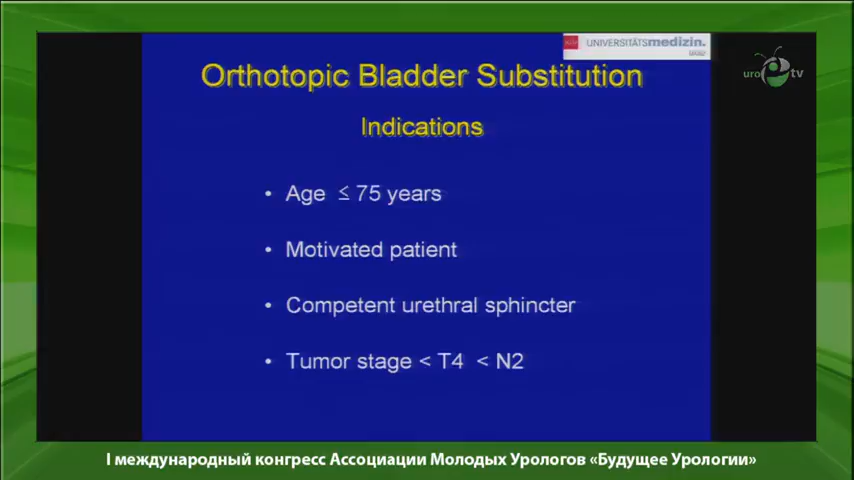 UNIVERSITÄTSmedizin.
uro tv
Orthotopic Bladder Substitution
Indications
• Age ≤ 75 years
• Motivated patient
• Competent urethral sphincter
• Tumor stage < T4 < N2
I международный конгресс Ассоциации Молодых Урологов «Будущее Урологии»